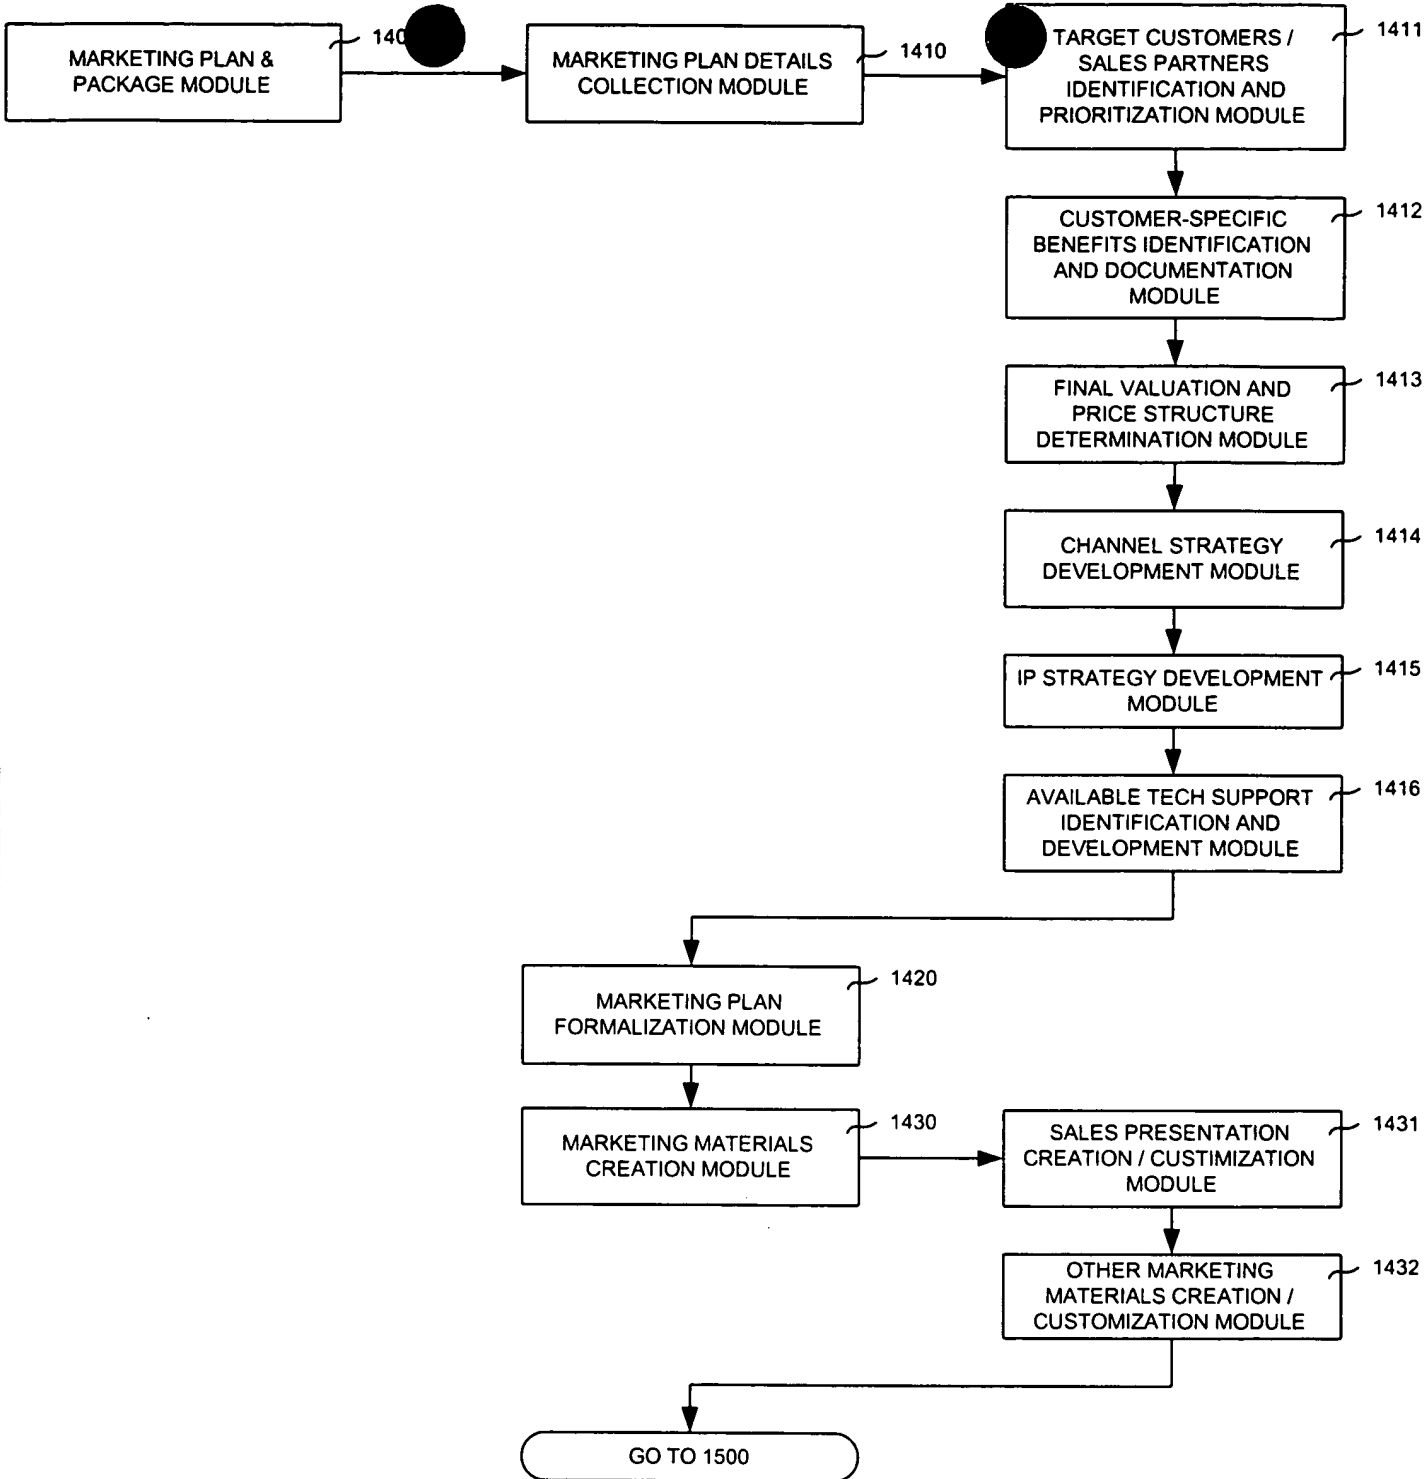 MARKETING PLAN &
PACKAGE MODULE
140
MARKETING PLAN DETAILS
COLLECTION MODULE
1410
TARGET CUSTOMERS /
SALES PARTNERS
IDENTIFICATION AND
PRIORITIZATION MODULE
1411
CUSTOMER-SPECIFIC
BENEFITS IDENTIFICATION
AND DOCUMENTATION
MODULE
1412
FINAL VALUATION AND
PRICE STRUCTURE
DETERMINATION MODULE
1413
CHANNEL STRATEGY
DEVELOPMENT MODULE
1414
IP STRATEGY DEVELOPMENT
MODULE
1415
AVAILABLE TECH SUPPORT
IDENTIFICATION AND
DEVELOPMENT MODULE
1416
MARKETING PLAN
FORMALIZATION MODULE
1420
MARKETING MATERIALS
CREATION MODULE
1430
SALES PRESENTATION
CREATION / CUSTIMIZATION
MODULE
1431
OTHER MARKETING
MATERIALS CREATION /
CUSTOMIZATION MODULE
1432
GO TO 1500